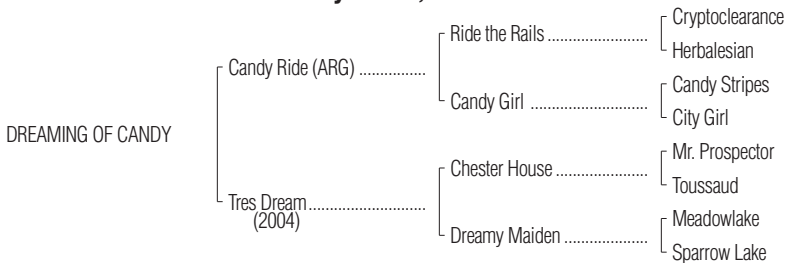 Cryptoclearance
Ride the Rails ......................
Herbalesian
Candy Ride (ARG) ................
Candy Stripes
Candy Girl .........................
City Girl
DREAMING OF CANDY
Mr. Prospector
Chester House ....................
Toussaud
Tres Dream ............................
(2004)
Meadowlake
Dreamy Maiden ..................
Sparrow Lake